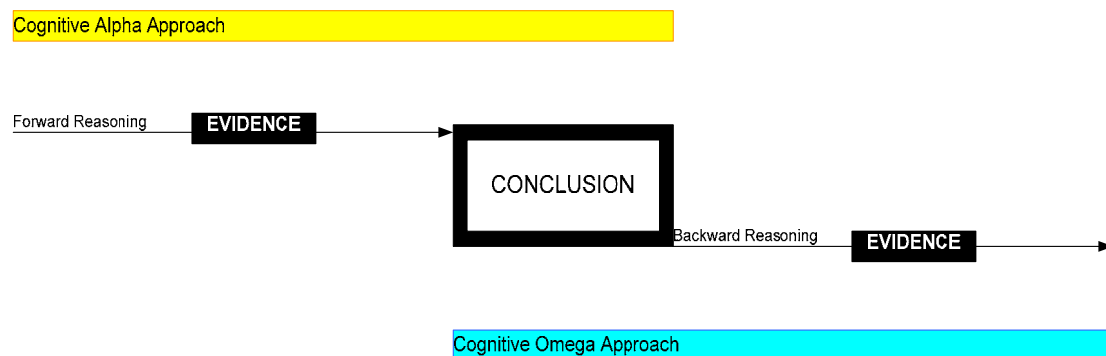 Cognitive Alpha Approach
Forward Reasoning
EVIDENCE
CONCLUSION
Backward Reasoning
EVIDENCE
Cognitive Omega Approach